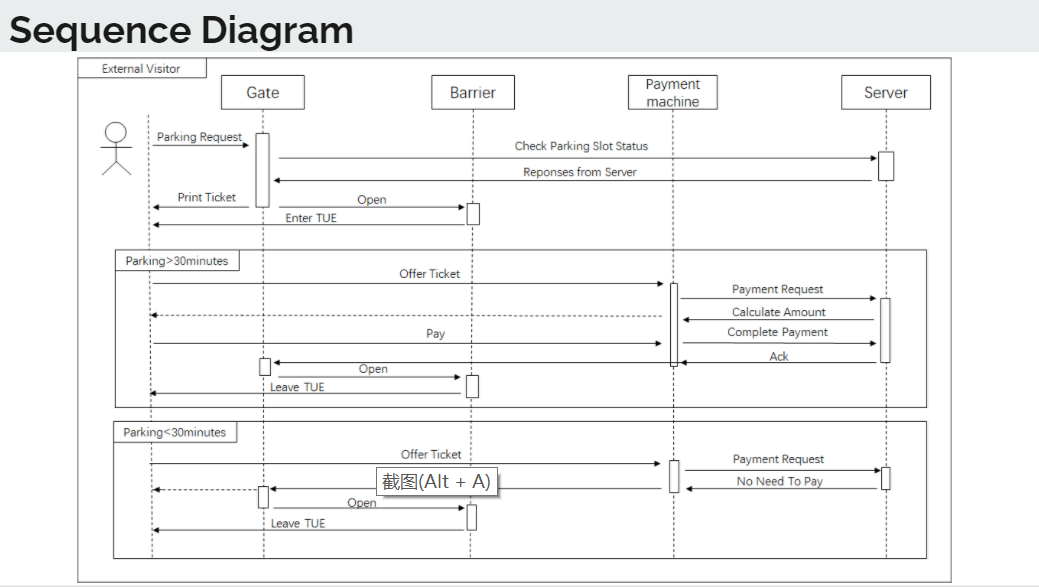 Sequence Diagram
External Visitor
Gate
Barrier
Payment
machine
Server
Parking Request
Check Parking Slot Status
Reponses from Server
Print Ticket
Open
Enter TUE
Parking>30minutes
Offer Ticket
Payment Request
Calculate Amount
Complete Payment
Pay
Ack
Open
Leave TUE
Parking<30minutes
Offer Ticket
Payment Request
No Need To Pay
截图(Alt + A)
Open
Leave TUE